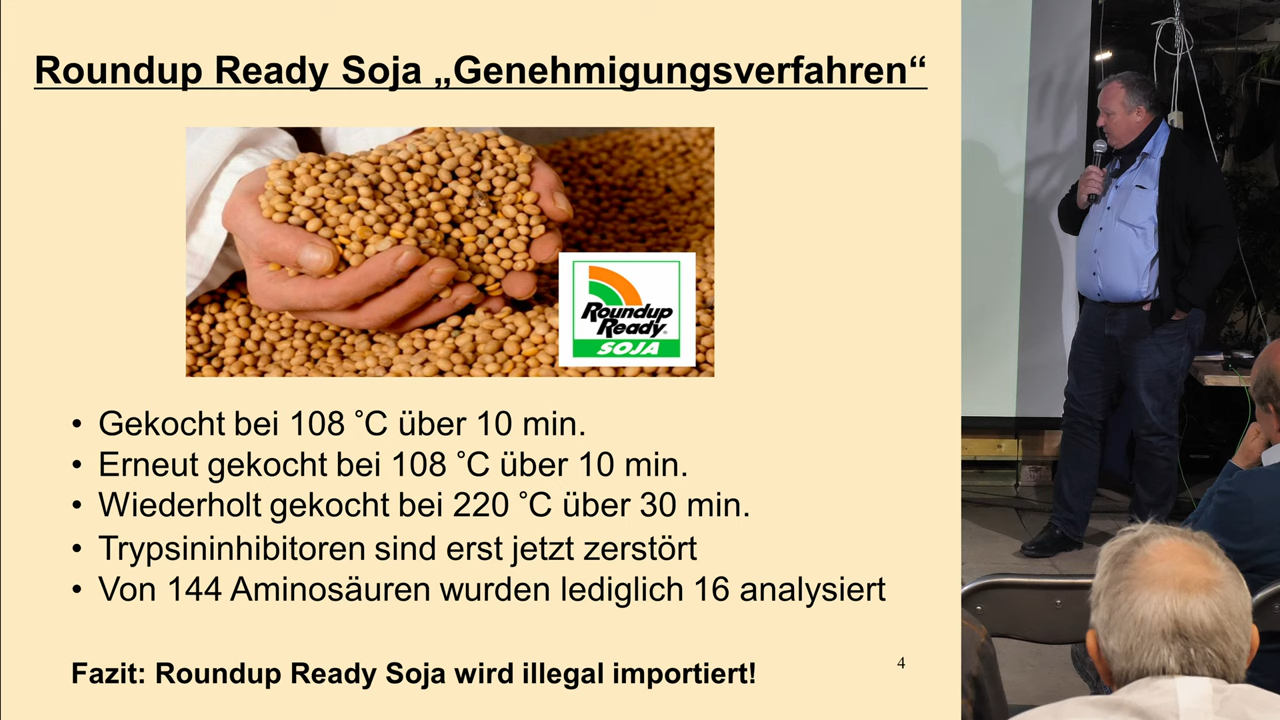 Roundup Ready Soja „Genehmigungsverfahren“
Roundup
Ready
SOJA
• Gekocht bei 108 °C über 10 min.
• Erneut gekocht bei 108 °C über 10 min.
• Wiederholt gekocht bei 220 °C über 30 min.
• Trypsininhibitoren sind erst jetzt zerstört
• Von 144 Aminosäuren wurden lediglich 16 analysiert
Fazit: Roundup Ready Soja wird illegal importiert!
4